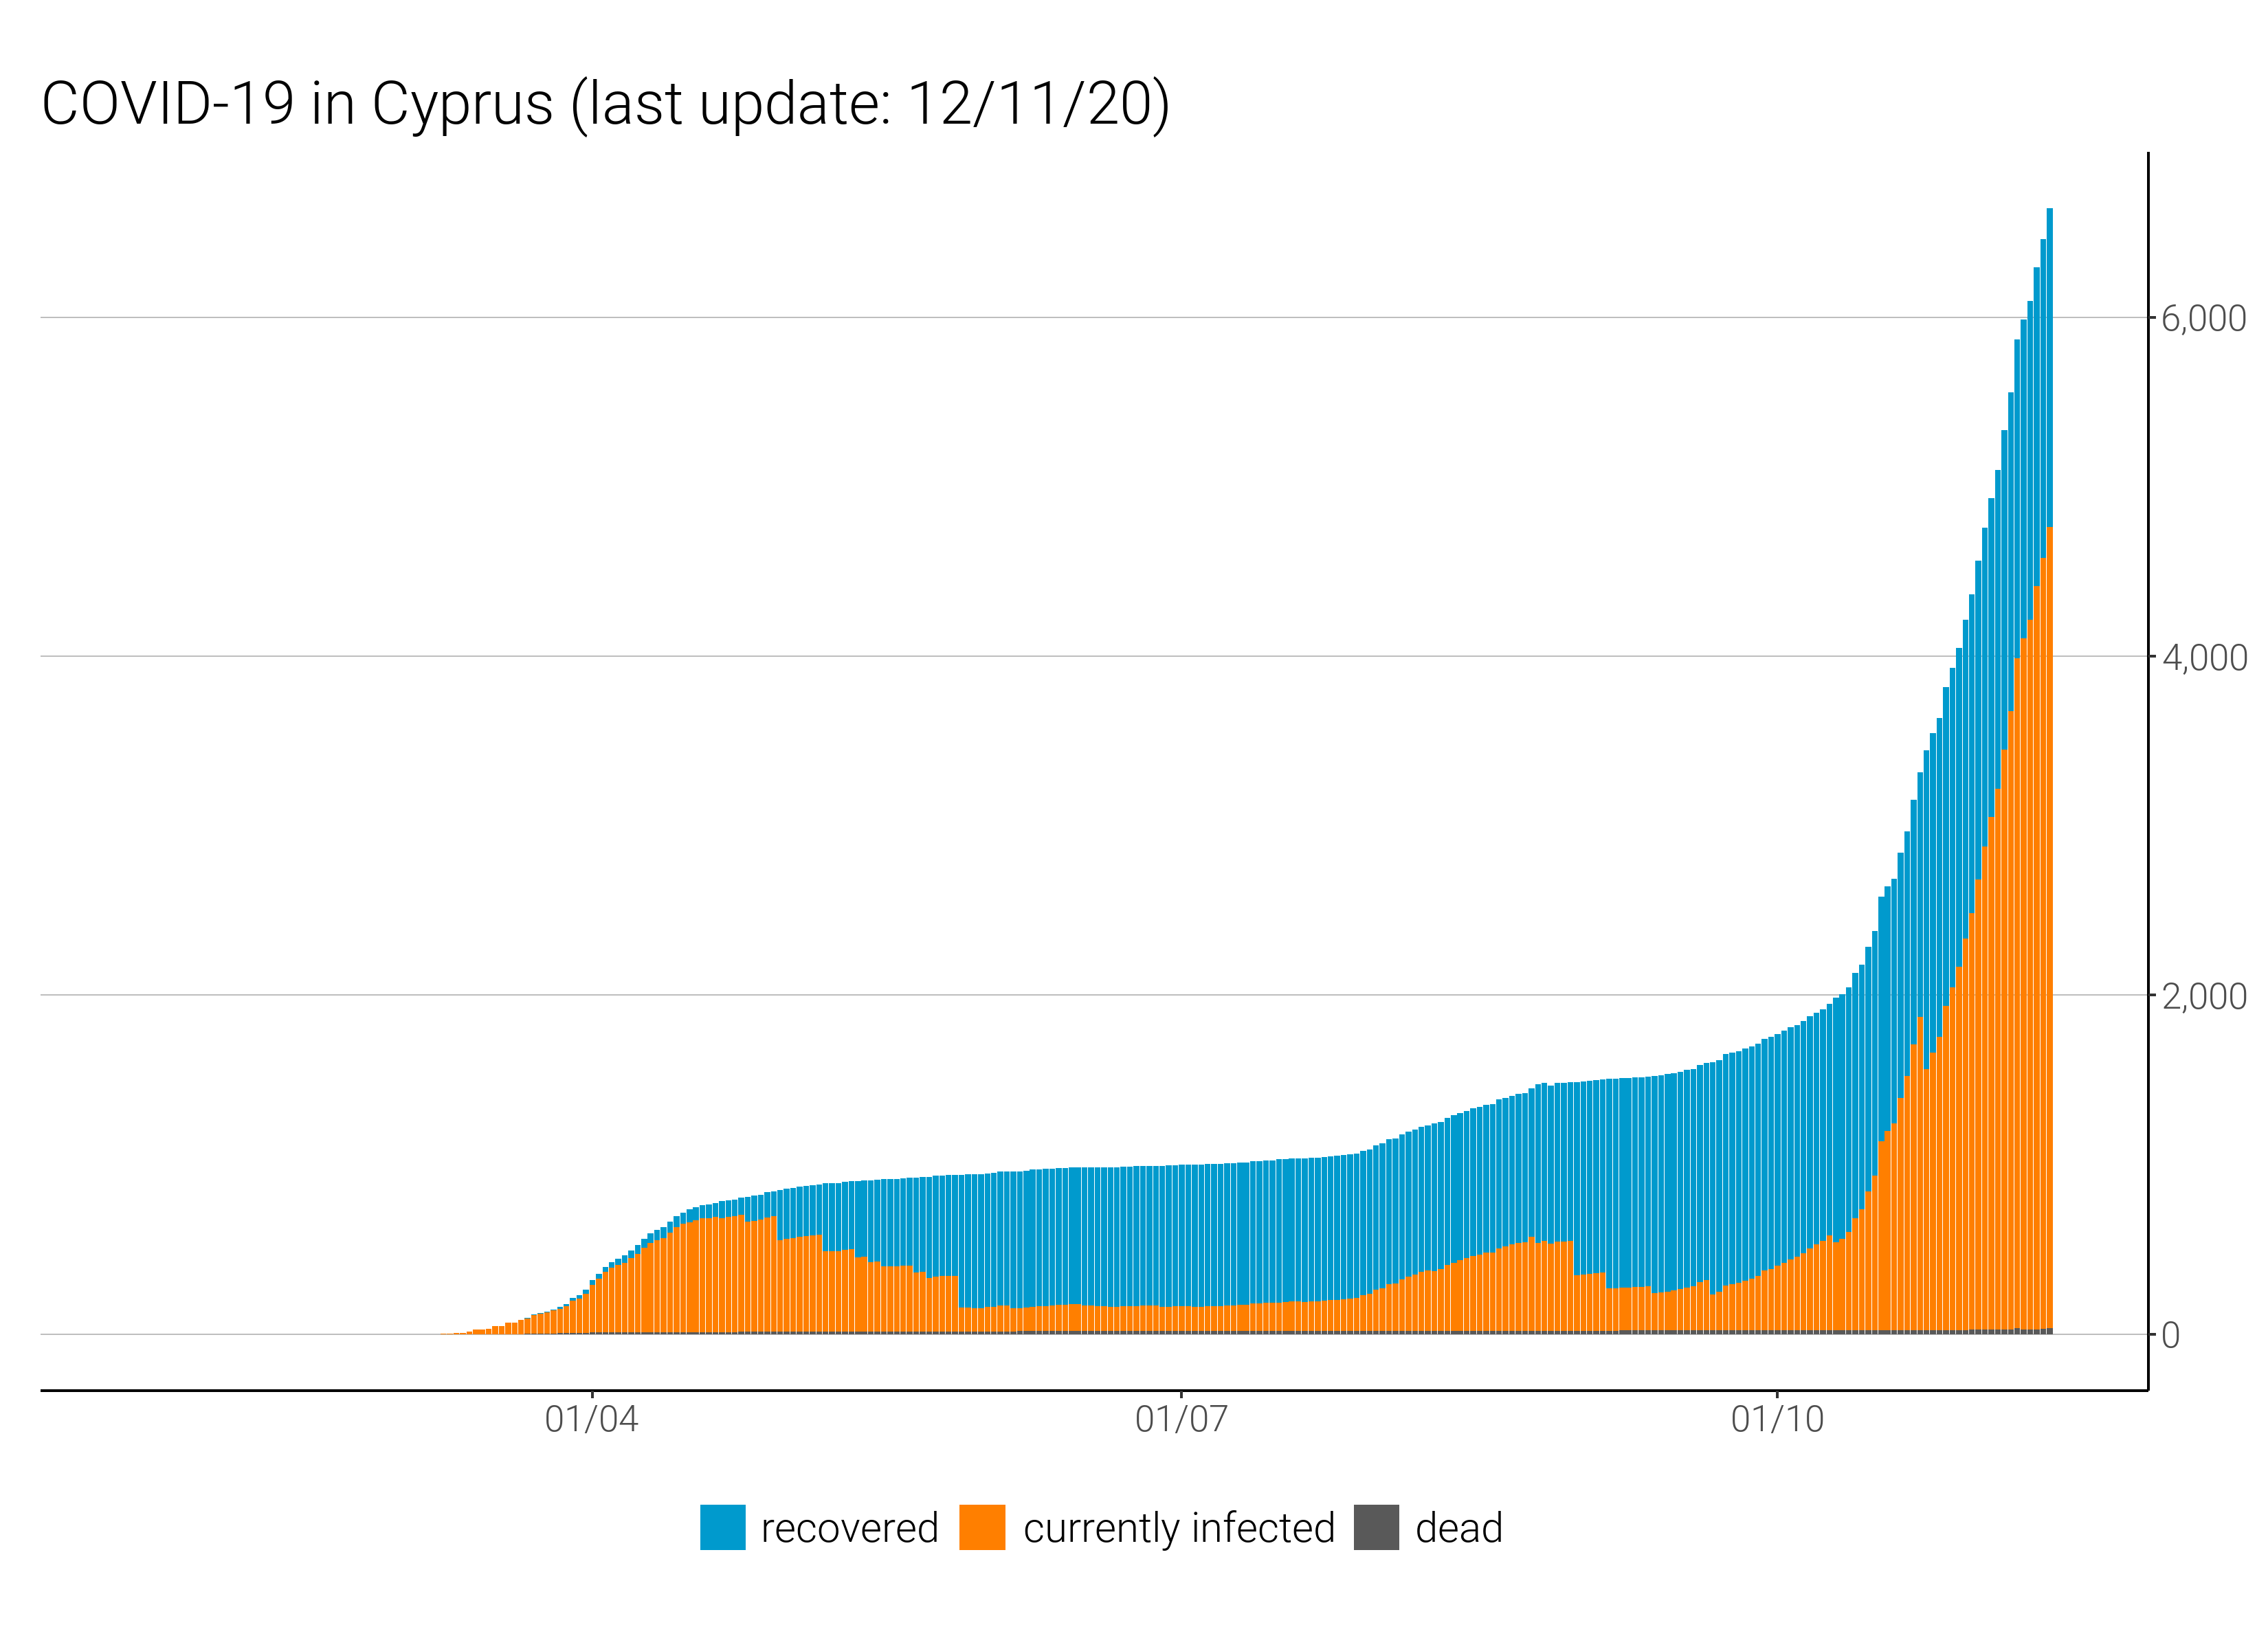 COVID-19 in Cyprus (last update: 12/11/20)
6,000
4,000
2,000
0
01/04 01/07 01/10
recovered currently infected dead